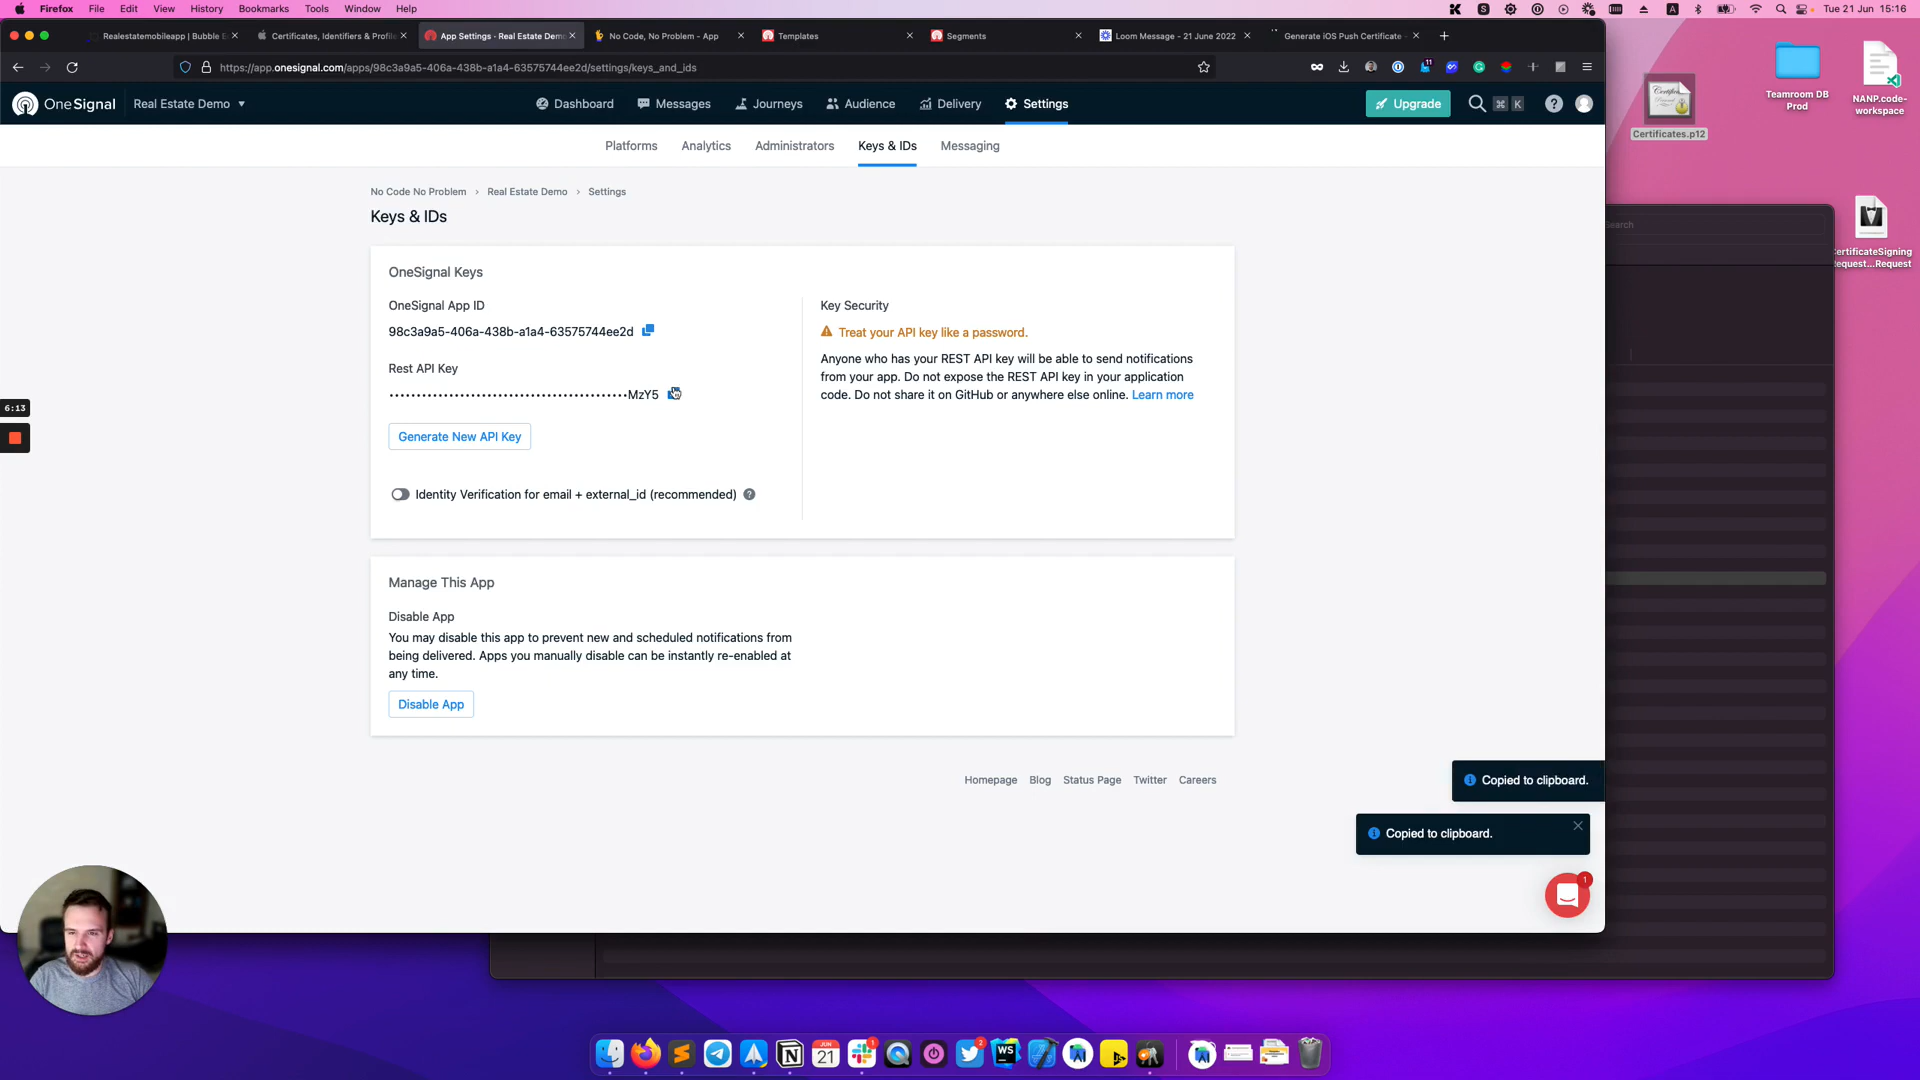 Firefox File Edit View History Bookmarks Tools Window Help
Tue 21 Jun 15:16
Realestatemobileapp | Bubble E
Certificates, Identifiers & Profile
App Settings - Real Estate Demo
No Code, No Problem - App
Templates
Segments
Loom Message - 21 June 2022
Generate iOS Push Certificate -
https://app.onesignal.com/apps/98c3a9a5-406a-438b-a1a4-63575744ee2d/settings/keys_and_ids
11
OneSignal
Real Estate Demo
Dashboard
Messages
Journeys
Audience
Delivery
Settings
Upgrade
⌘ K
Platforms
Analytics
Administrators
Keys & IDs
Messaging
No Code No Problem › Real Estate Demo › Settings
Keys & IDs
OneSignal Keys
OneSignal App ID
98c3a9a5-406a-438b-a1a4-63575744ee2d
Rest API Key
••••••••••••••••••••••••••••••••••••••••••••MzY5
Generate New API Key
Identity Verification for email + external_id (recommended)
Key Security
Treat your API key like a password.
Anyone who has your REST API key will be able to send notifications
from your app. Do not expose the REST API key in your application
code. Do not share it on GitHub or anywhere else online. Learn more
Manage This App
Disable App
You may disable this app to prevent new and scheduled notifications from
being delivered. Apps you manually disable can be instantly re-enabled at
any time.
Disable App
Homepage
Blog
Status Page
Twitter
Careers
Copied to clipboard.
Copied to clipboard.
1
6:13
Certificates.p12
Teamroom DB
Prod
NANP.code-
workspace
ertificateSigning
equest...Request
Search
JUN
21
1
2
WS